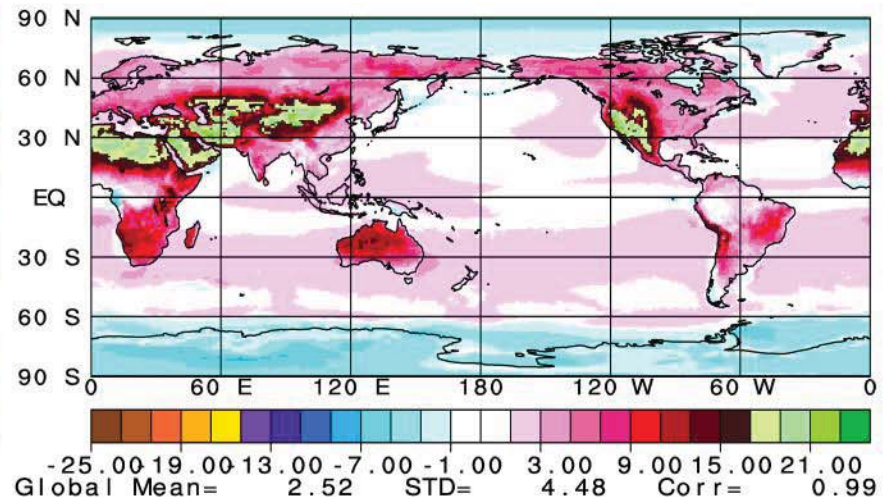 90 N
60 N
30 N
EQ
30 S
60 S
90 S
0 60 E 120 E 180 120 W 60 W 0
-25.00 -19.00 -13.00 -7.00 -1.00 3.00 9.00 15.00 21.00
Global Mean= 2.52 STD= 4.48 Corr= 0.99